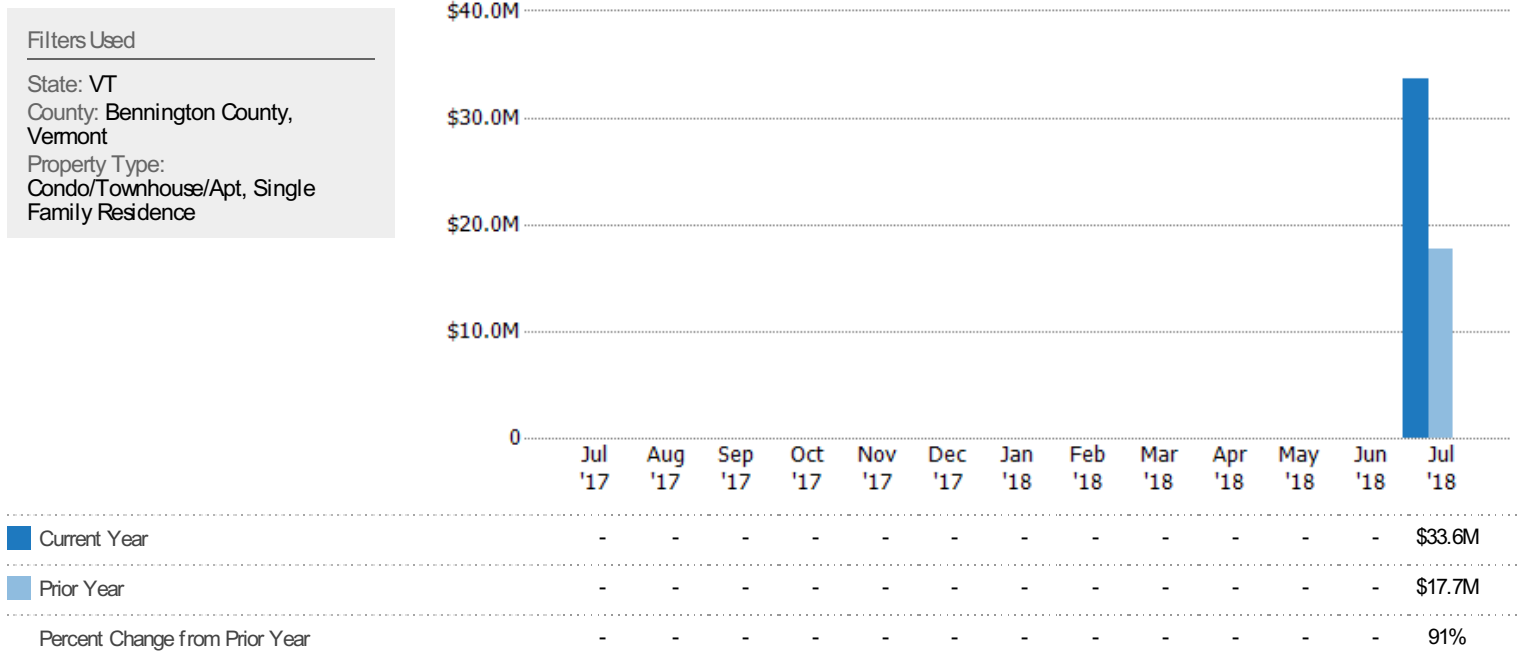 Filters Used
State: VT
County: Bennington County,
Vermont
Property Type:
Condo/Townhouse/Apt, Single
Family Residence
$40.0M
$30.0M
$20.0M
$10.0M
0
Jul '17 Aug '17 Sep '17 Oct '17 Nov '17 Dec '17 Jan '18 Feb '18 Mar '18 Apr '18 May '18 Jun '18 Jul '18
Current Year - - - - - - - - - - - - $33.6M
Prior Year - - - - - - - - - - - - $17.7M
Percent Change from Prior Year - - - - - - - - - - - - 91%